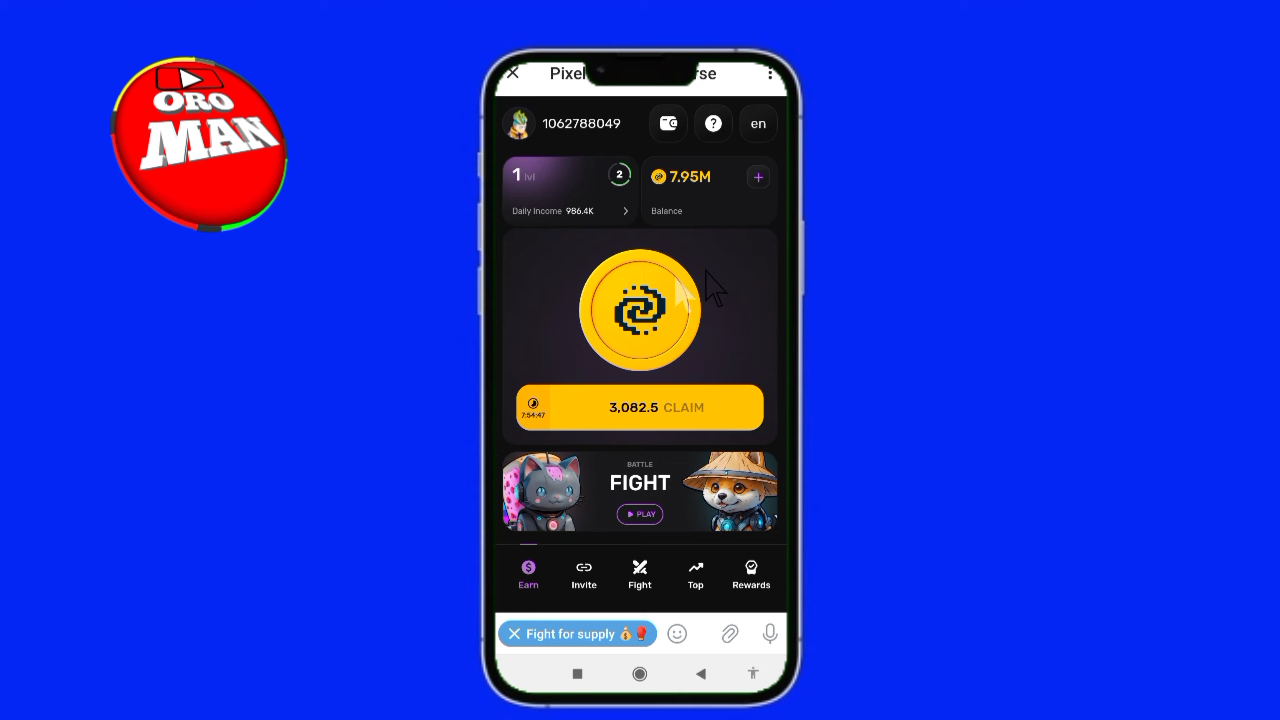 ORO
MAN
Pixel
rse
1062788049
en
1 lvl
2
7.95M
Daily Income 986.4K
Balance
7:54:47
3,082.5 CLAIM
BATTLE
FIGHT
PLAY
Earn
Invite
Fight
Top
Rewards
Fight for supply 💰🥊